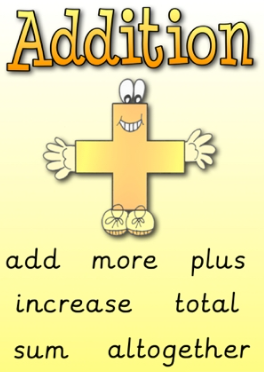 Addition
add more plus
increase total
sum altogether